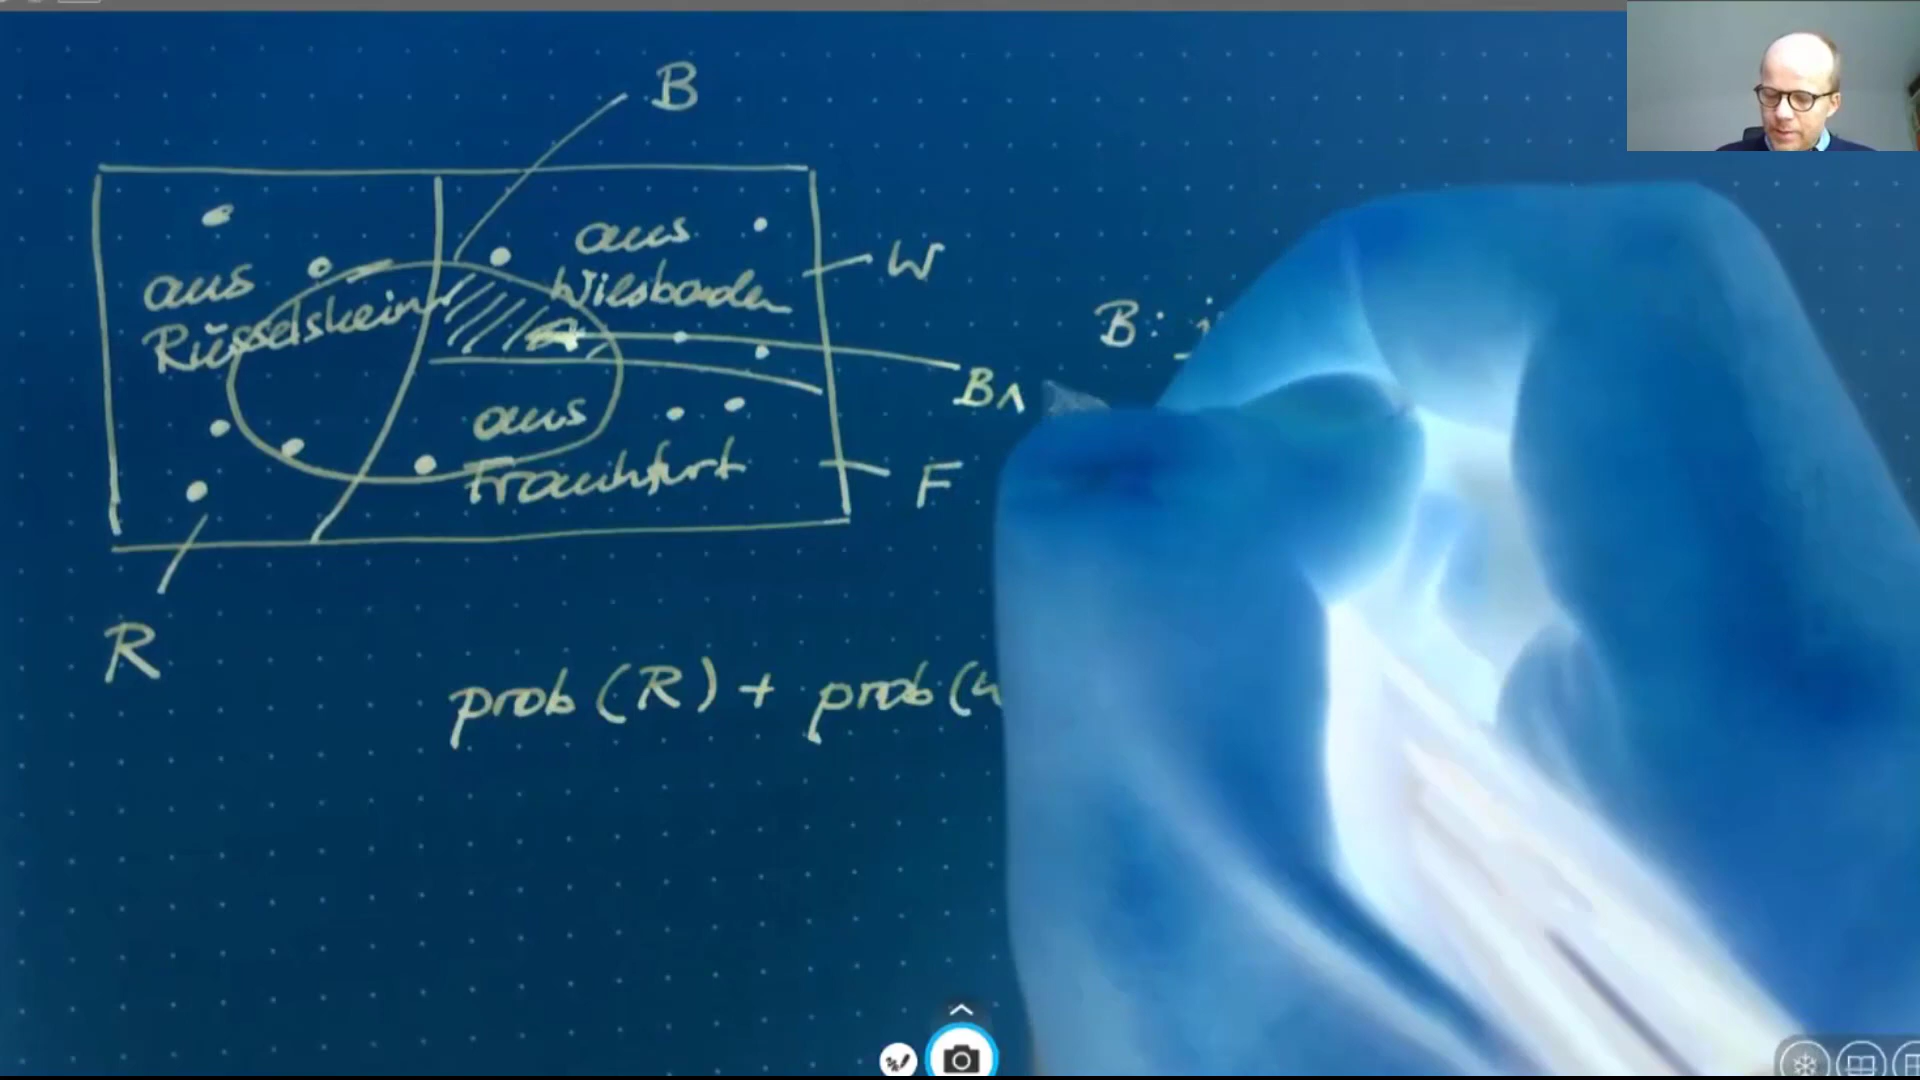 B
aus
Wiesbaden
W
aus
Rüsselsheim
B:
B∧
aus
Frankfurt
F
R
prob(R) + prob(